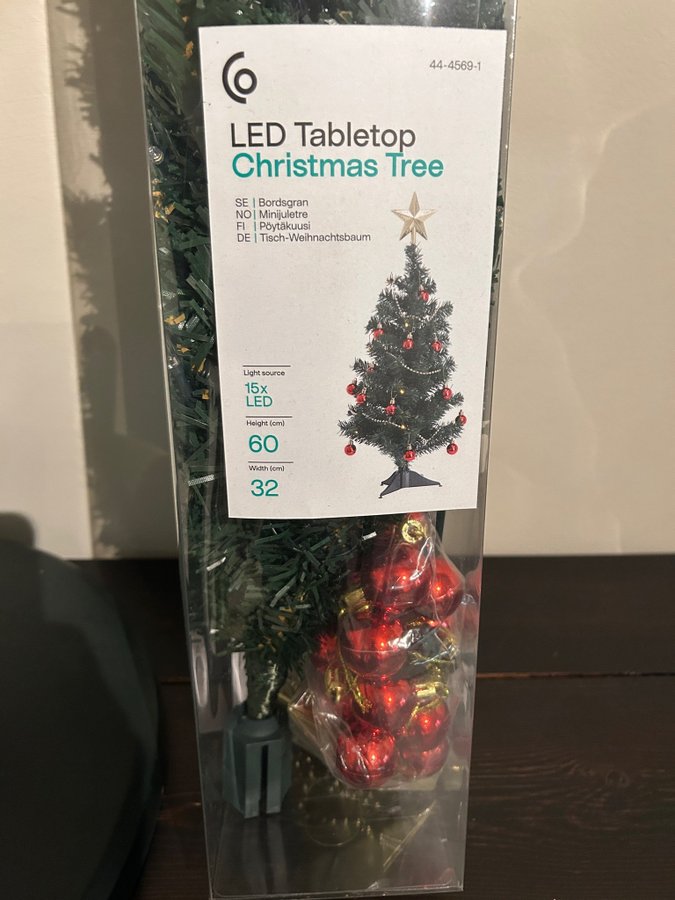 44-4569-1
LED Tabletop
Christmas Tree
SE | Bordsgran
NO | Minijuletre
FI | Pöytäkuusi
DE | Tisch-Weihnachtsbaum
Light source
15x
LED
Height (cm)
60
Width (cm)
32